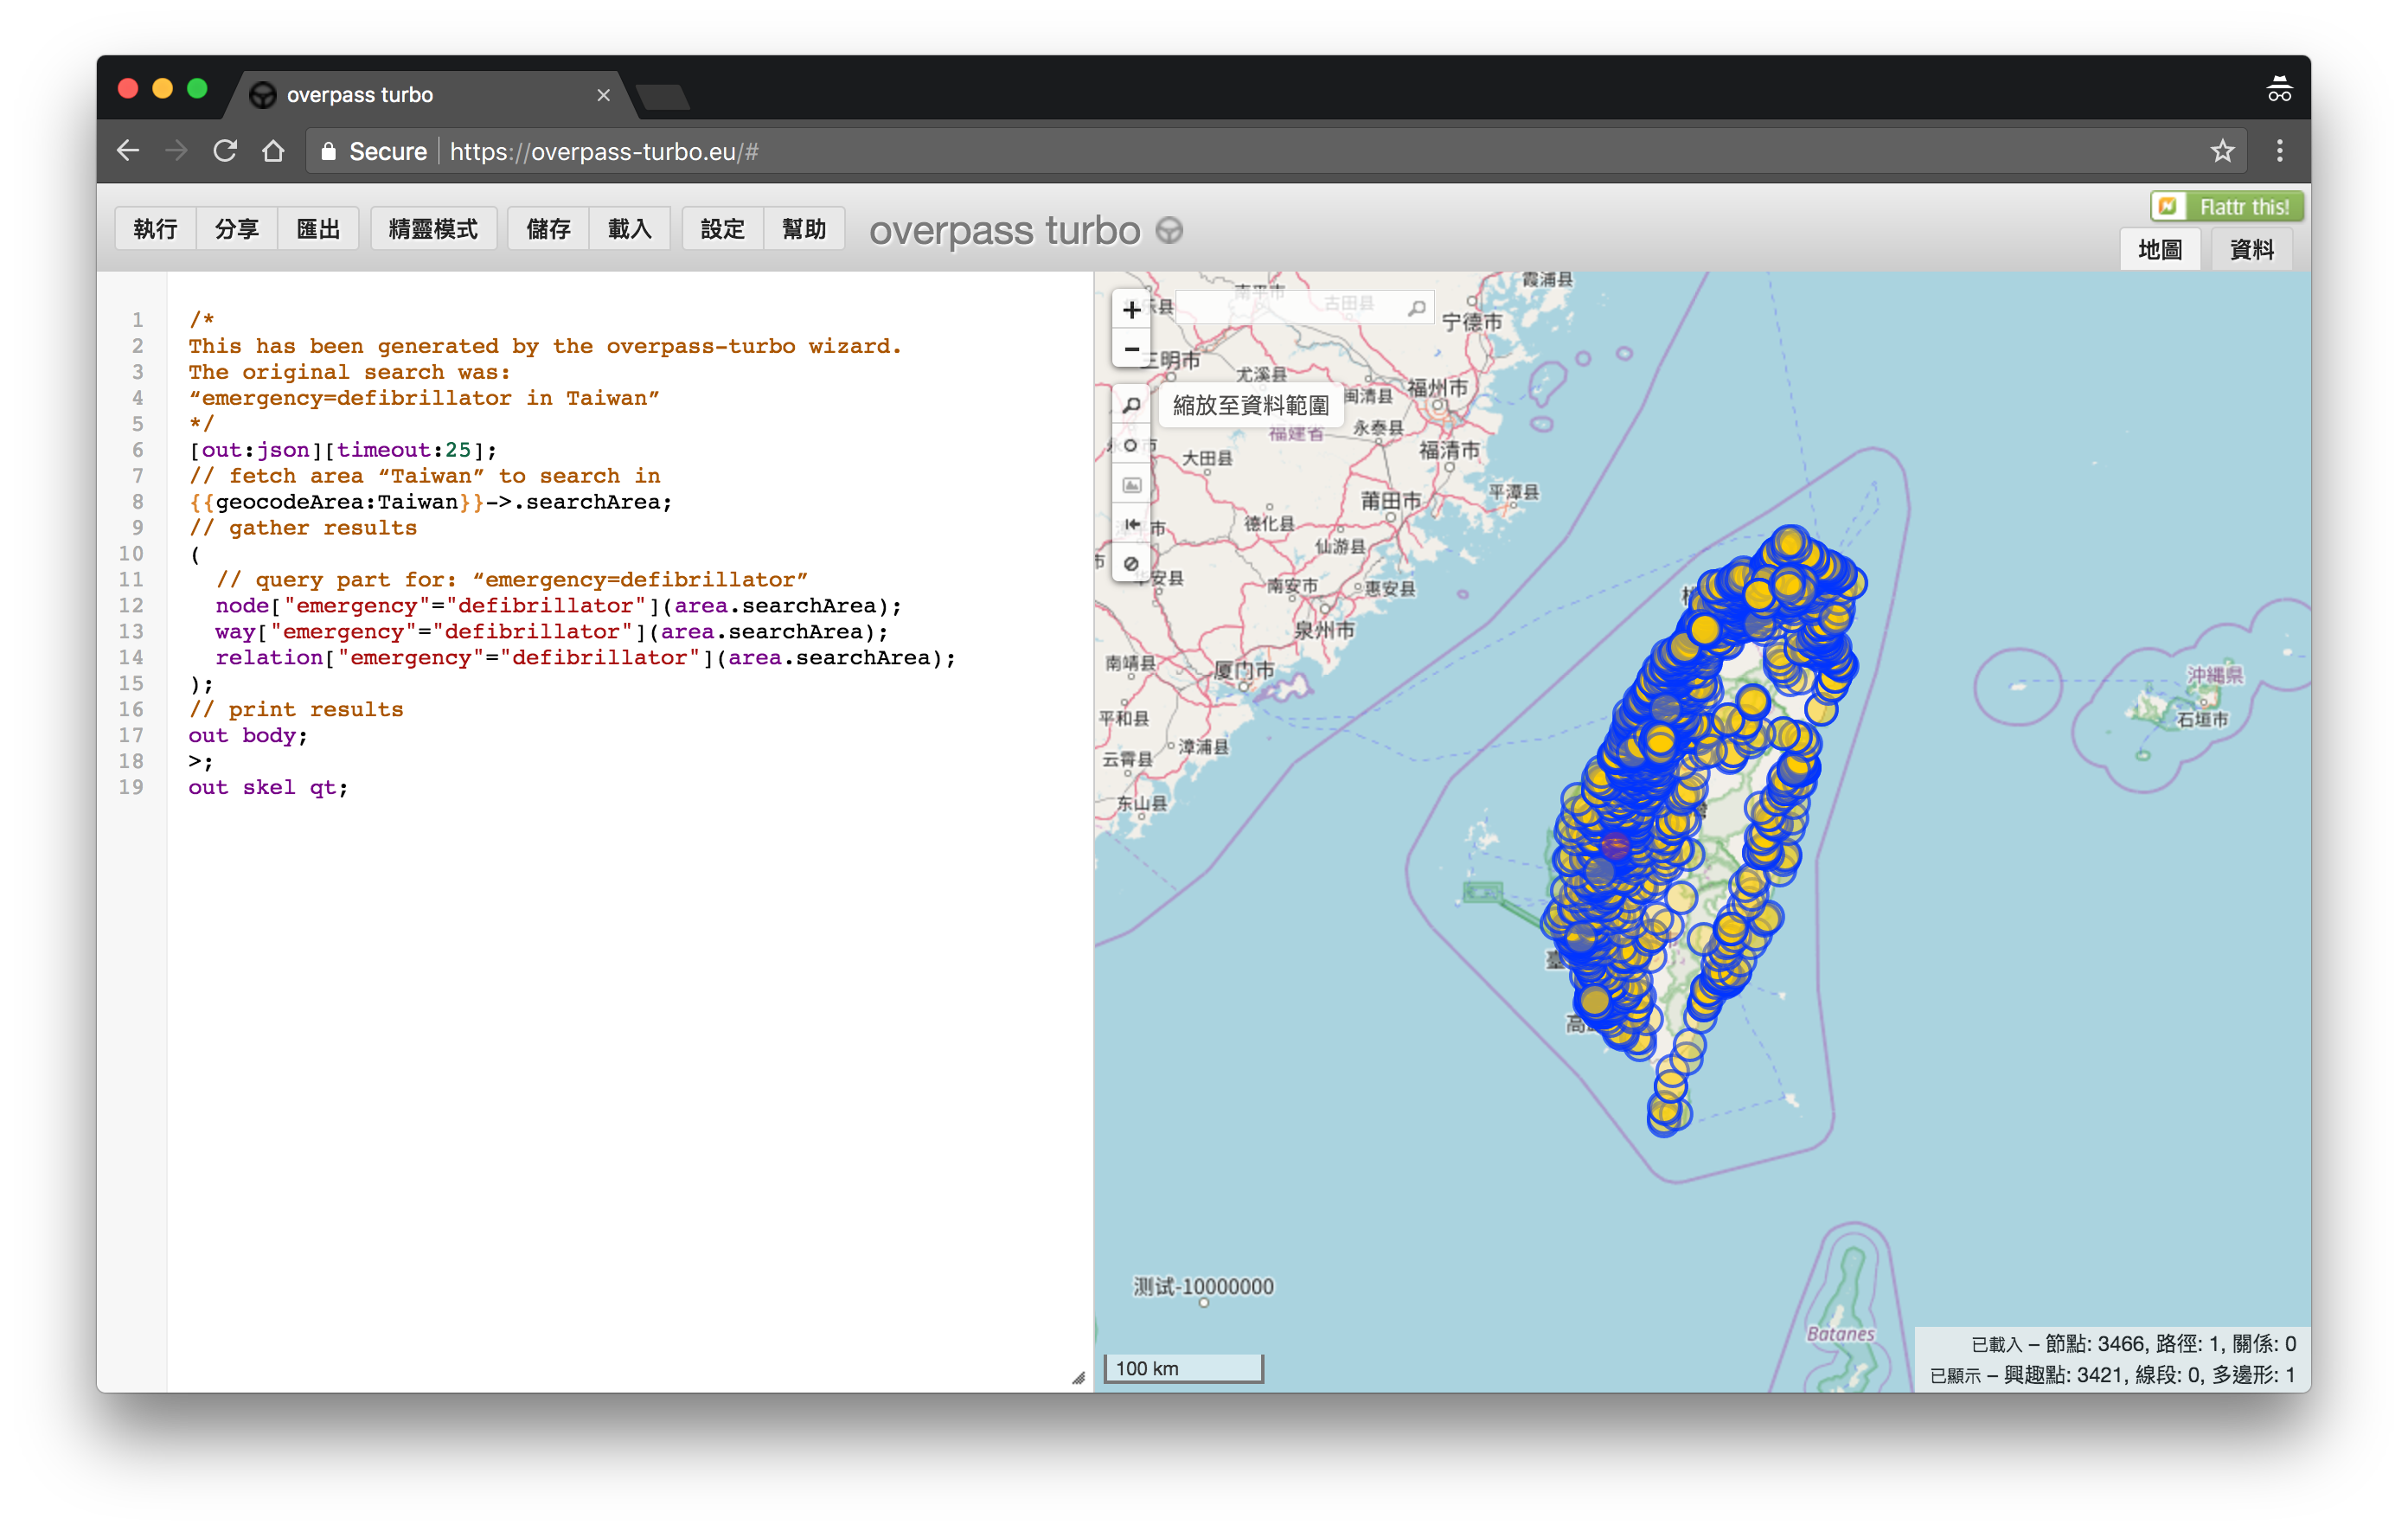 overpass turbo
Secure https://overpass-turbo.eu/#
Flattr this!
執行 分享 匯出 精靈模式 儲存 載入 設定 幫助 overpass turbo
地圖 資料
1 /*
2 This has been generated by the overpass-turbo wizard.
3 The original search was:
4 “emergency=defibrillator in Taiwan”
5 */
6 [out:json][timeout:25];
7 // fetch area “Taiwan” to search in
8 {{geocodeArea:Taiwan}}->.searchArea;
9 // gather results
10 (
11 // query part for: “emergency=defibrillator”
12 node["emergency"="defibrillator"](area.searchArea);
13 way["emergency"="defibrillator"](area.searchArea);
14 relation["emergency"="defibrillator"](area.searchArea);
15 );
16 // print results
17 out body;
18 >;
19 out skel qt;
霞浦县
南平市
古田县
宁德市
三明市
尤溪县
福州市
闽清县
縮放至資料範圍
永泰县
福建省
福清市
大田县
平潭县
莆田市
德化县
仙游县
南安市
惠安县
泉州市
南靖县
厦门市
平和县
漳浦县
云霄县
东山县
沖縄県
石垣市
测试-10000000
Batanes
100 km
已載入 – 節點: 3466, 路徑: 1, 關係: 0
已顯示 – 興趣點: 3421, 線段: 0, 多邊形: 1